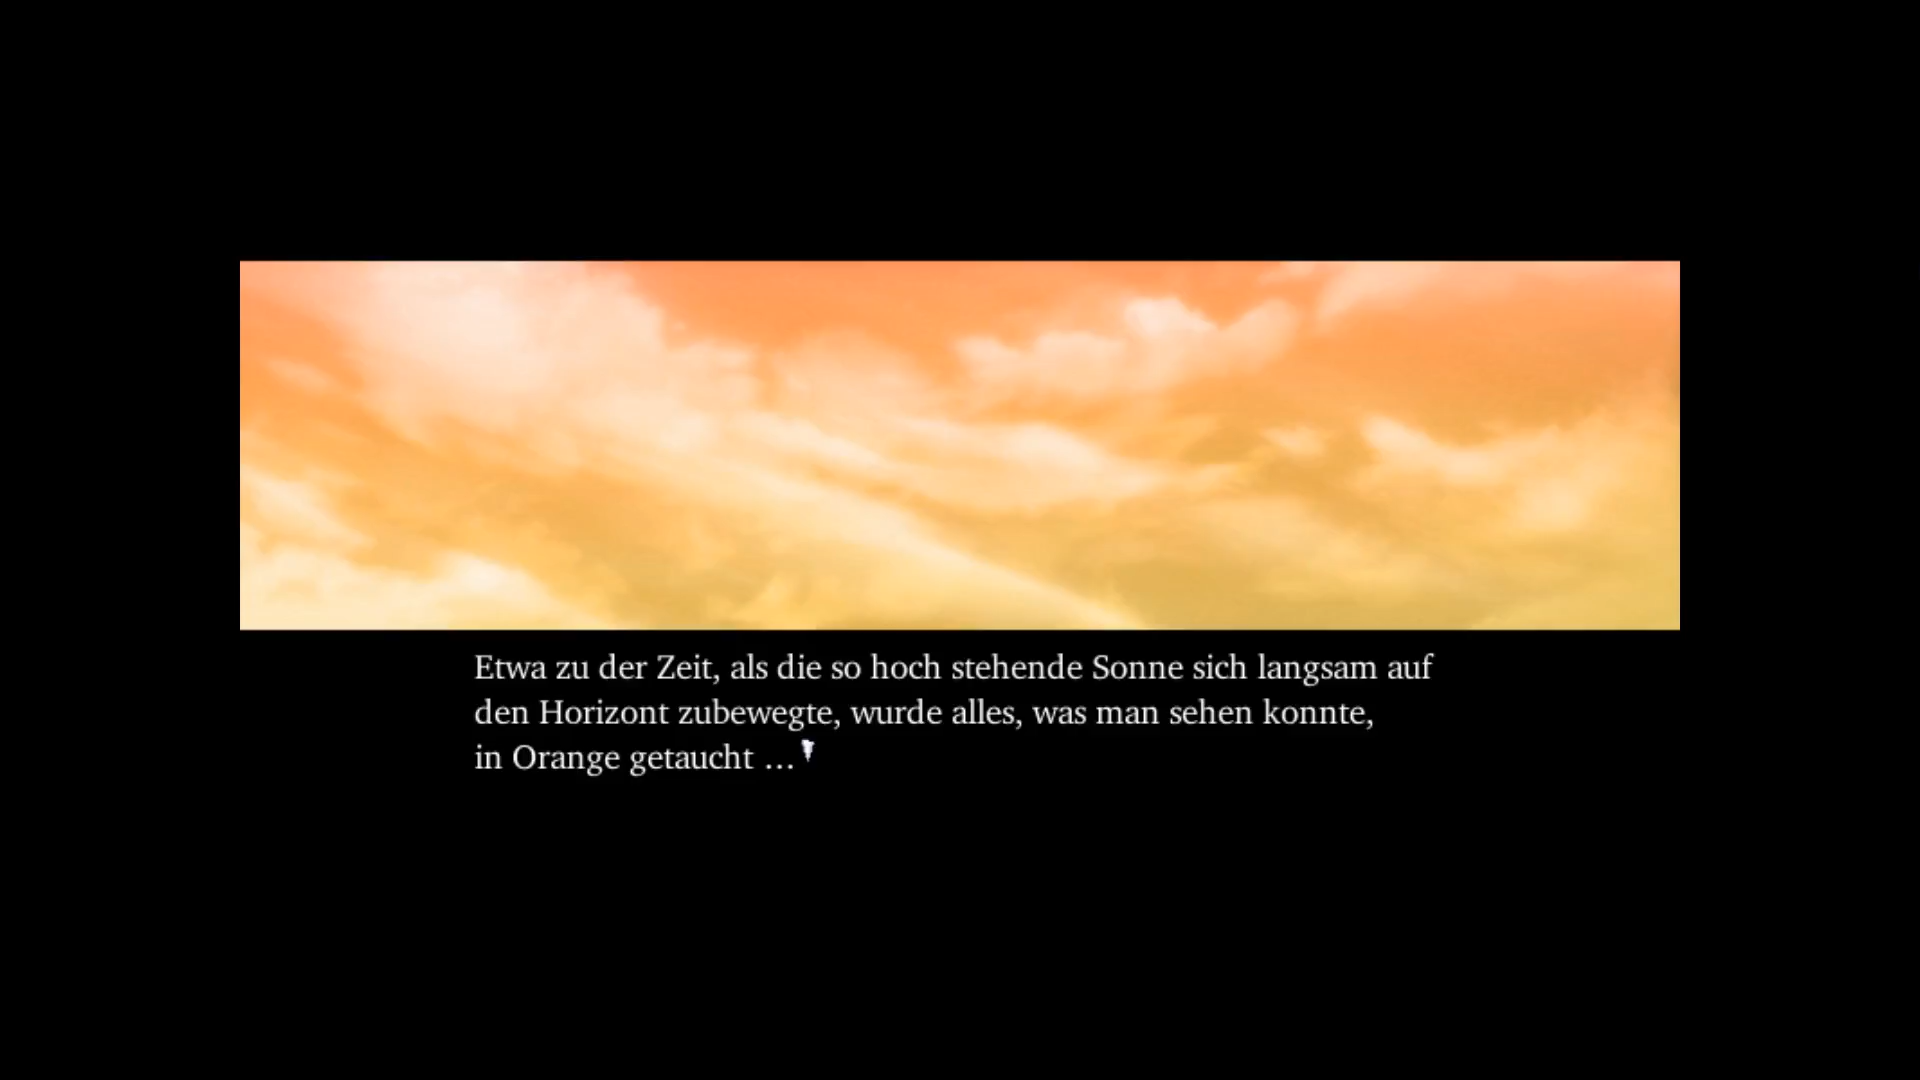 Etwa zu der Zeit, als die so hoch stehende Sonne sich langsam auf
den Horizont zubewegte, wurde alles, was man sehen konnte,
in Orange getaucht …